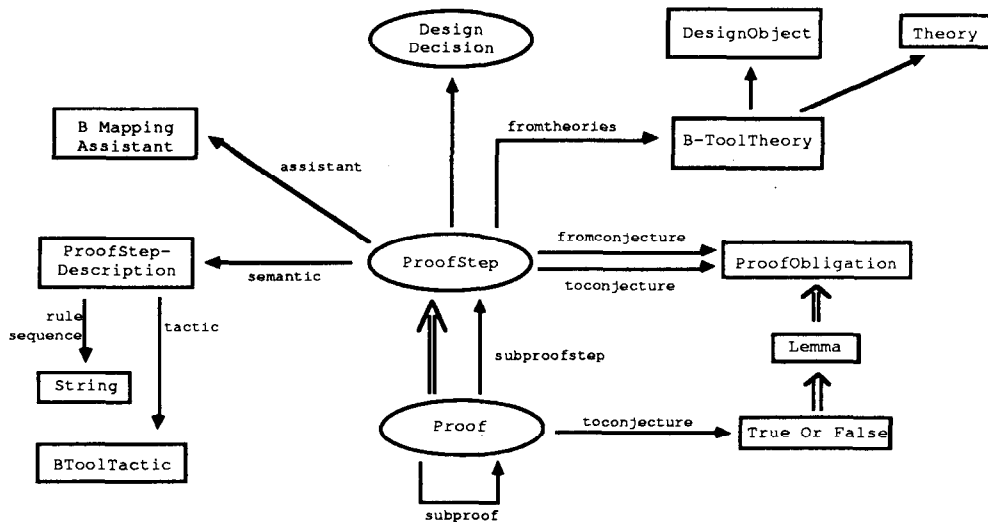 Design
Decision
DesignObject
Theory
B Mapping
Assistant
fromtheories
B-ToolTheory
assistant
ProofStep-
Description
semantic
ProofStep
fromconjecture
toconjecture
ProofObligation
rule
sequence
tactic
subproofstep
Lemma
String
Proof
toconjecture
True Or False
BToolTactic
subproof